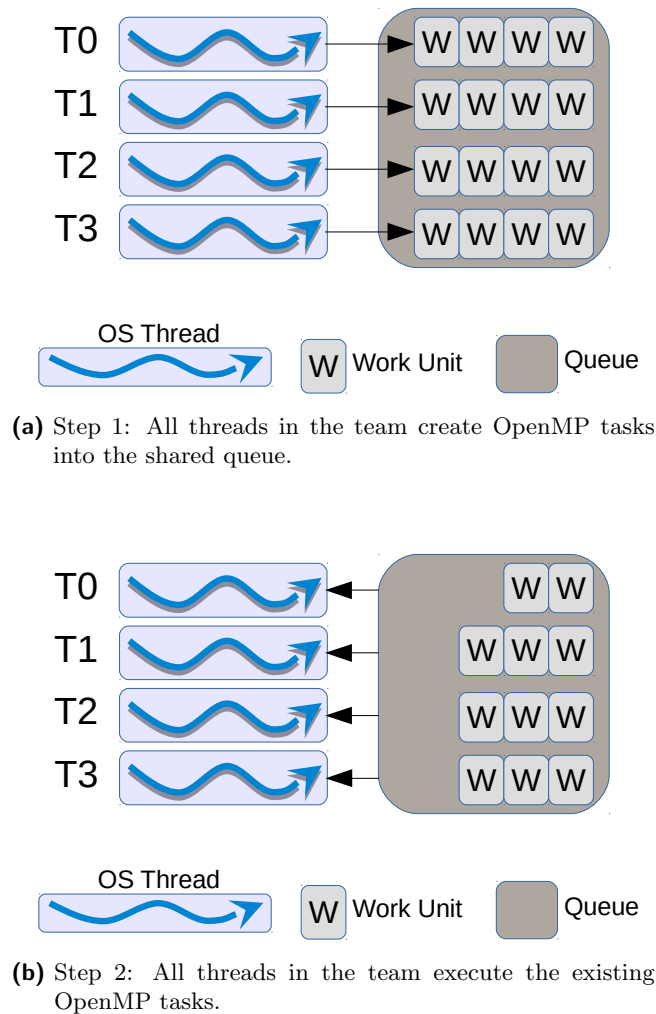 T0 W W W W
T1 W W W W
T2 W W W W
T3 W W W W
OS Thread W Work Unit Queue
(a) Step 1: All threads in the team create OpenMP tasks
into the shared queue.
T0 W W
T1 W W W
T2 W W W
T3 W W W
OS Thread W Work Unit Queue
(b) Step 2: All threads in the team execute the existing
OpenMP tasks.